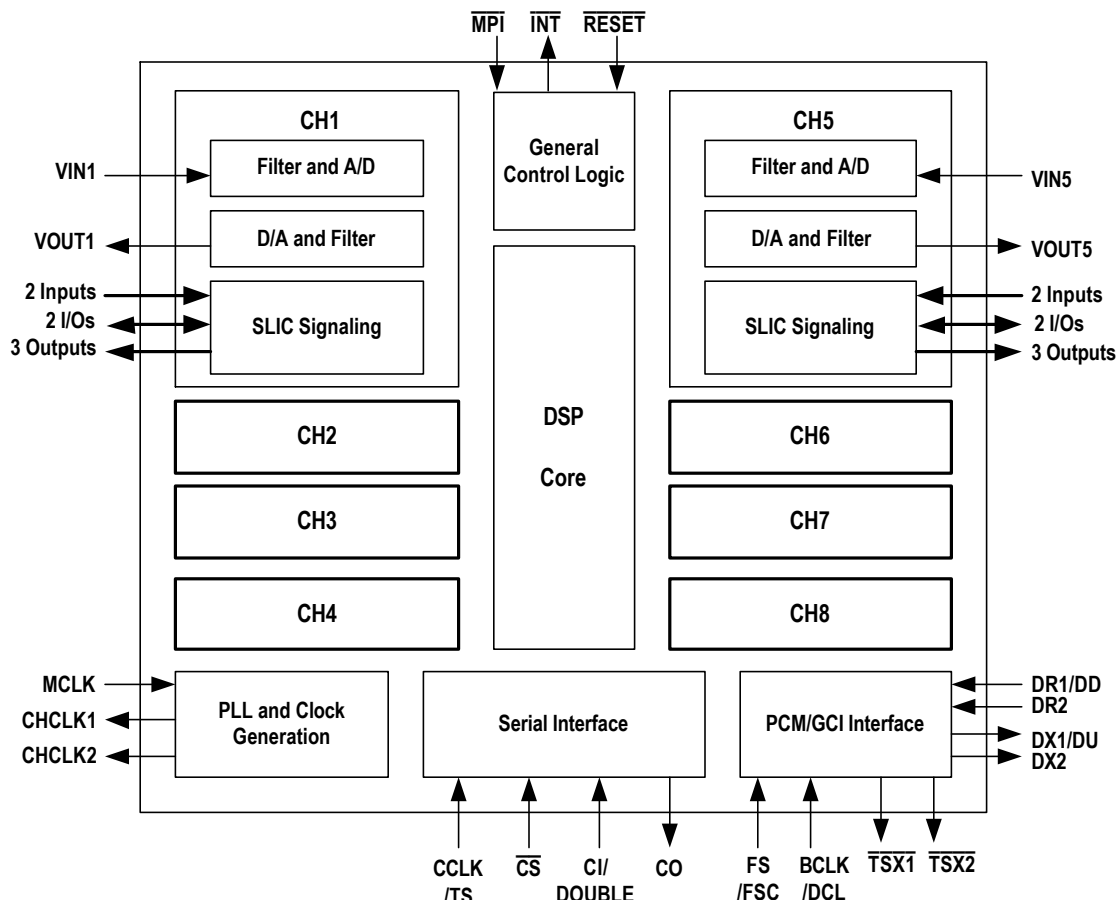 MPI INT RESET
CH1
Filter and A/D
D/A and Filter
SLIC Signaling
VIN1
VOUT1
2 Inputs
2 I/Os
3 Outputs
General
Control Logic
CH5
Filter and A/D
D/A and Filter
SLIC Signaling
VIN5
VOUT5
2 Inputs
2 I/Os
3 Outputs
DSP
Core
CH2
CH3
CH4
CH6
CH7
CH8
MCLK
CHCLK1
CHCLK2
PLL and Clock
Generation
Serial Interface
PCM/GCI Interface
DR1/DD
DR2
DX1/DU
DX2
CCLK
/TS
CS
CI/
DOUBLE
CO
FS
/FSC
BCLK
/DCL
TSX1
TSX2